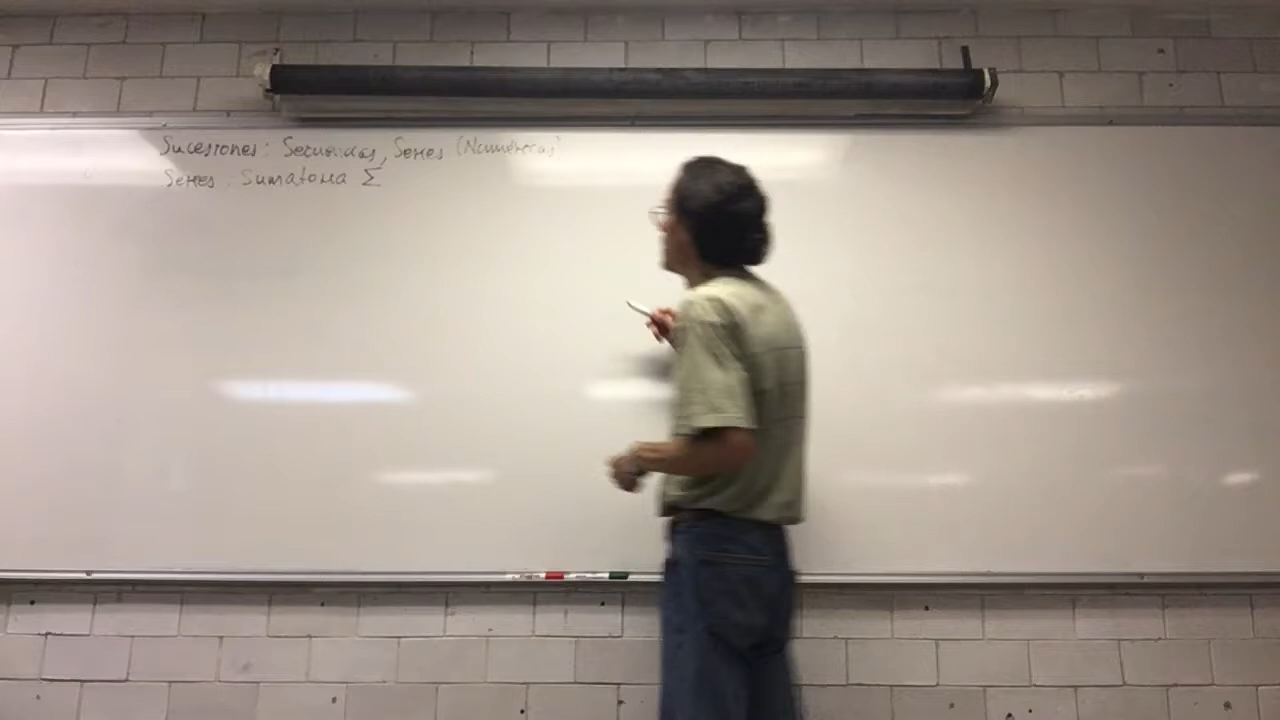 Sucesiones: Secuencias, Series (Numéricas)
Series, Sumatoria Σ